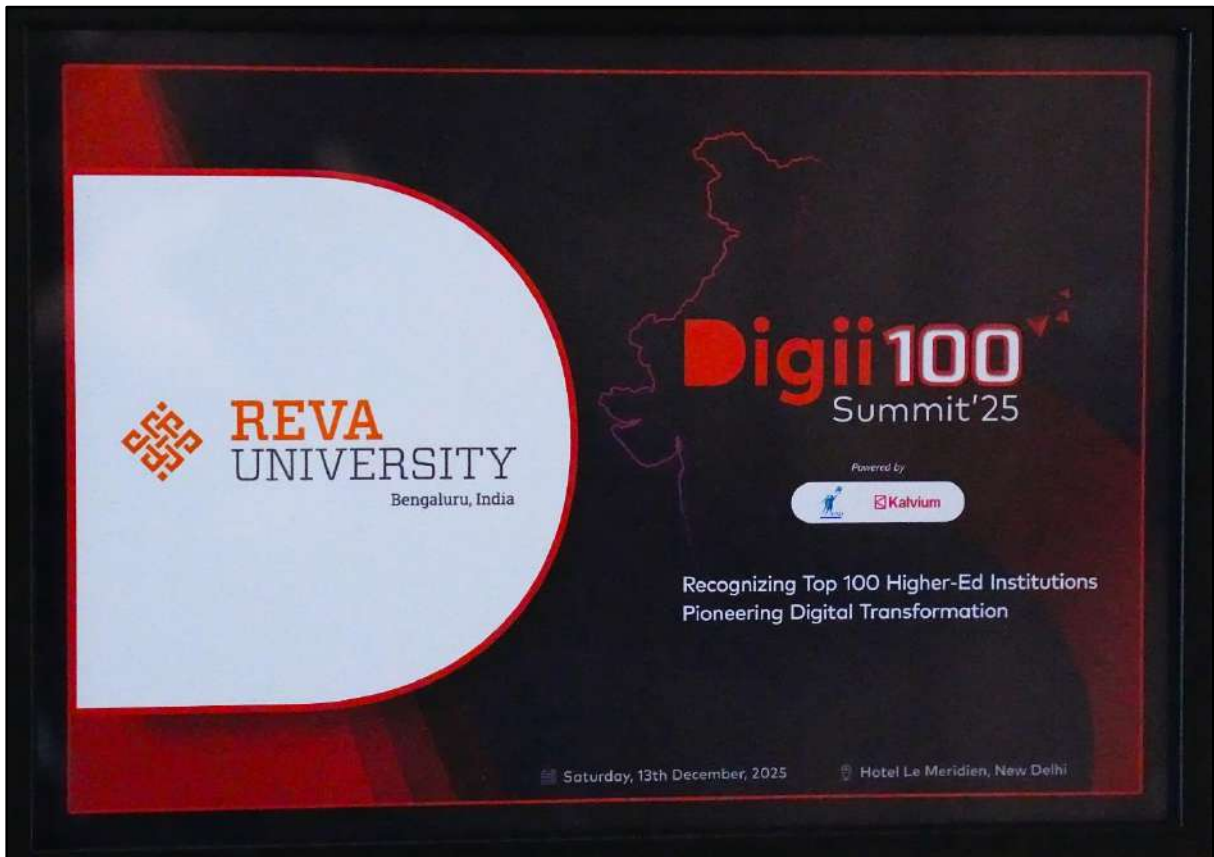 REVA
UNIVERSITY
Bengaluru, India
Digii100
Summit'25
Powered by
Kalvium
Recognizing Top 100 Higher-Ed Institutions
Pioneering Digital Transformation
Saturday, 13th December, 2025
Hotel Le Meridien, New Delhi